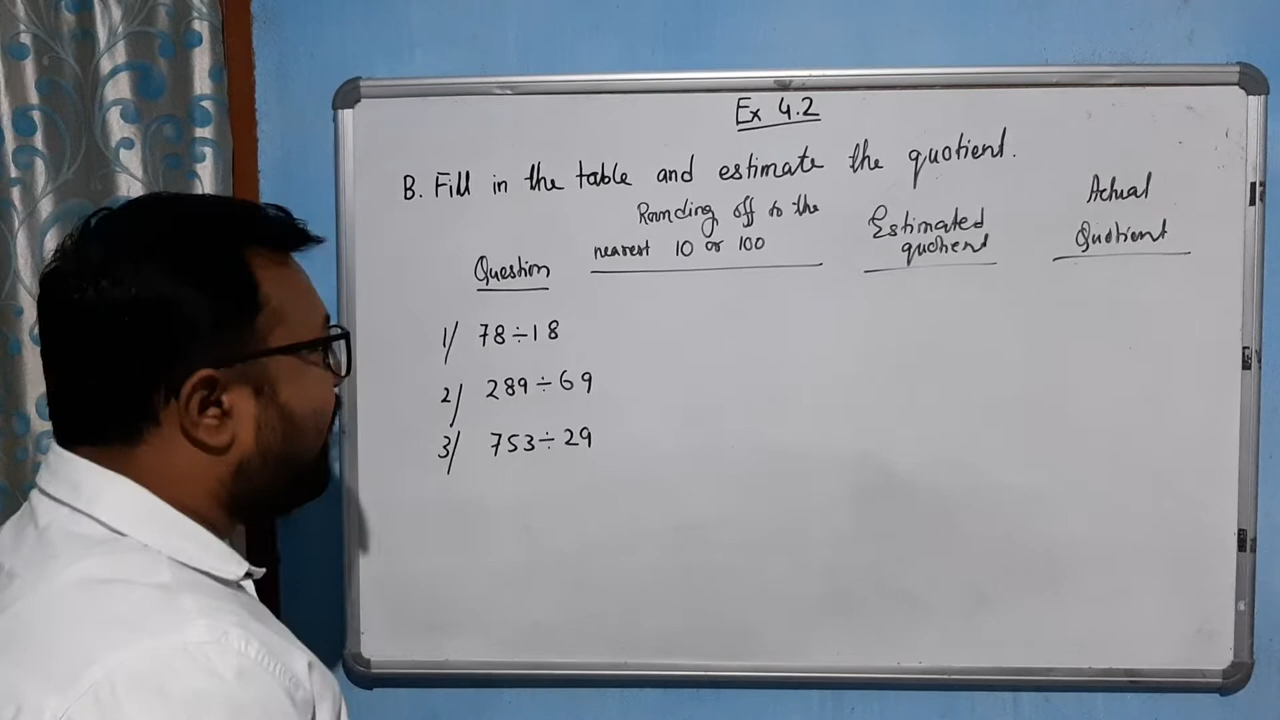 Ex 4.2
B. Fill in the table and estimate the quotient.
Question
Rounding off to the
nearest 10 or 100
Estimated
quotient
Actual
Quotient
1/ 78÷18
2/ 289÷69
3/ 753÷29